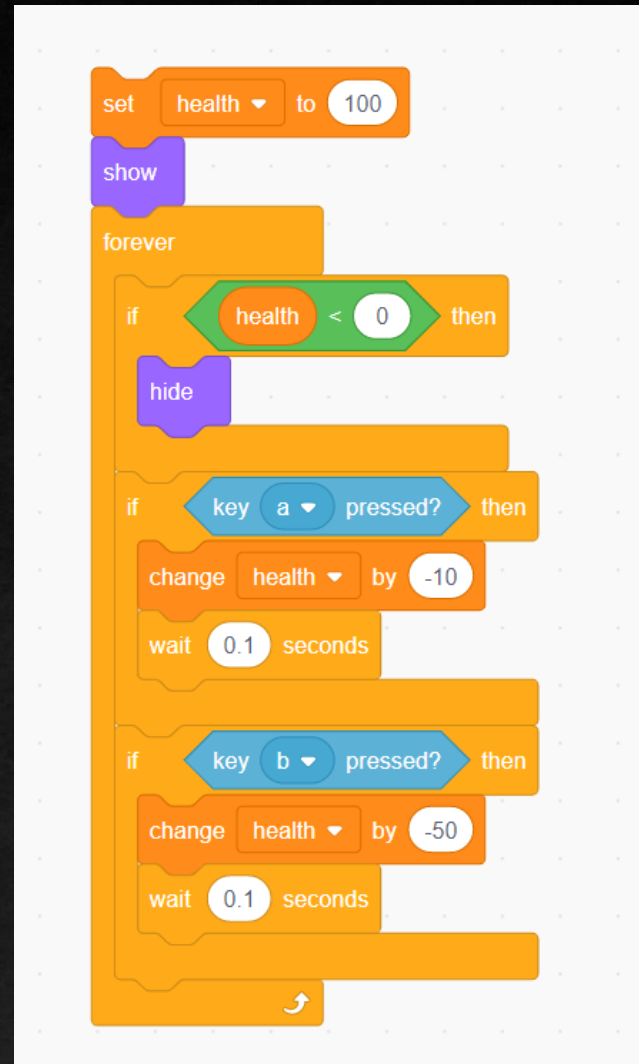 set health to 100
show
forever
if health < 0 then
hide
if key a pressed? then
change health by -10
wait 0.1 seconds
if key b pressed? then
change health by -50
wait 0.1 seconds